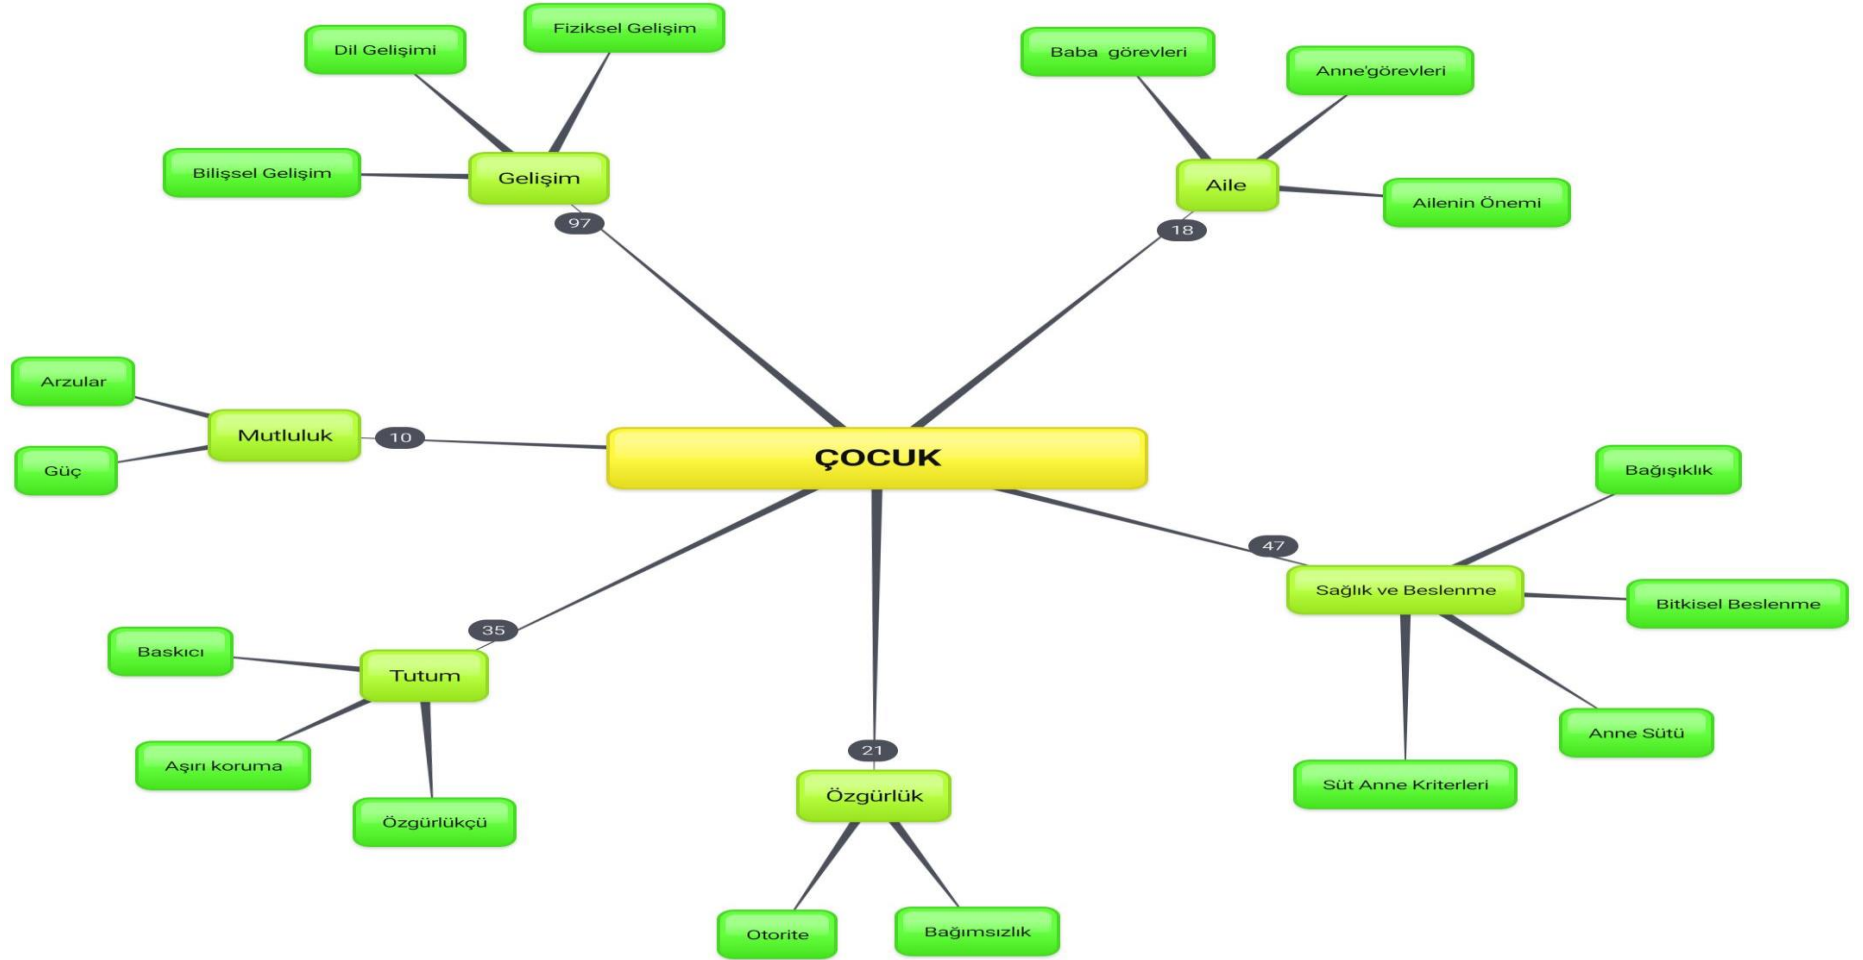 Fiziksel Gelişim
Dil Gelişimi
Bilişsel Gelişim
Gelişim
97
Baba görevleri
Anne'görevleri
Aile
Ailenin Önemi
18
Arzular
Mutluluk
10
Güç
ÇOCUK
Bağışıklık
47
Sağlık ve Beslenme
Bitkisel Beslenme
Anne Sütü
Süt Anne Kriterleri
35
Baskıcı
Tutum
Aşırı koruma
Özgürlükçü
21
Özgürlük
Otorite
Bağımsızlık